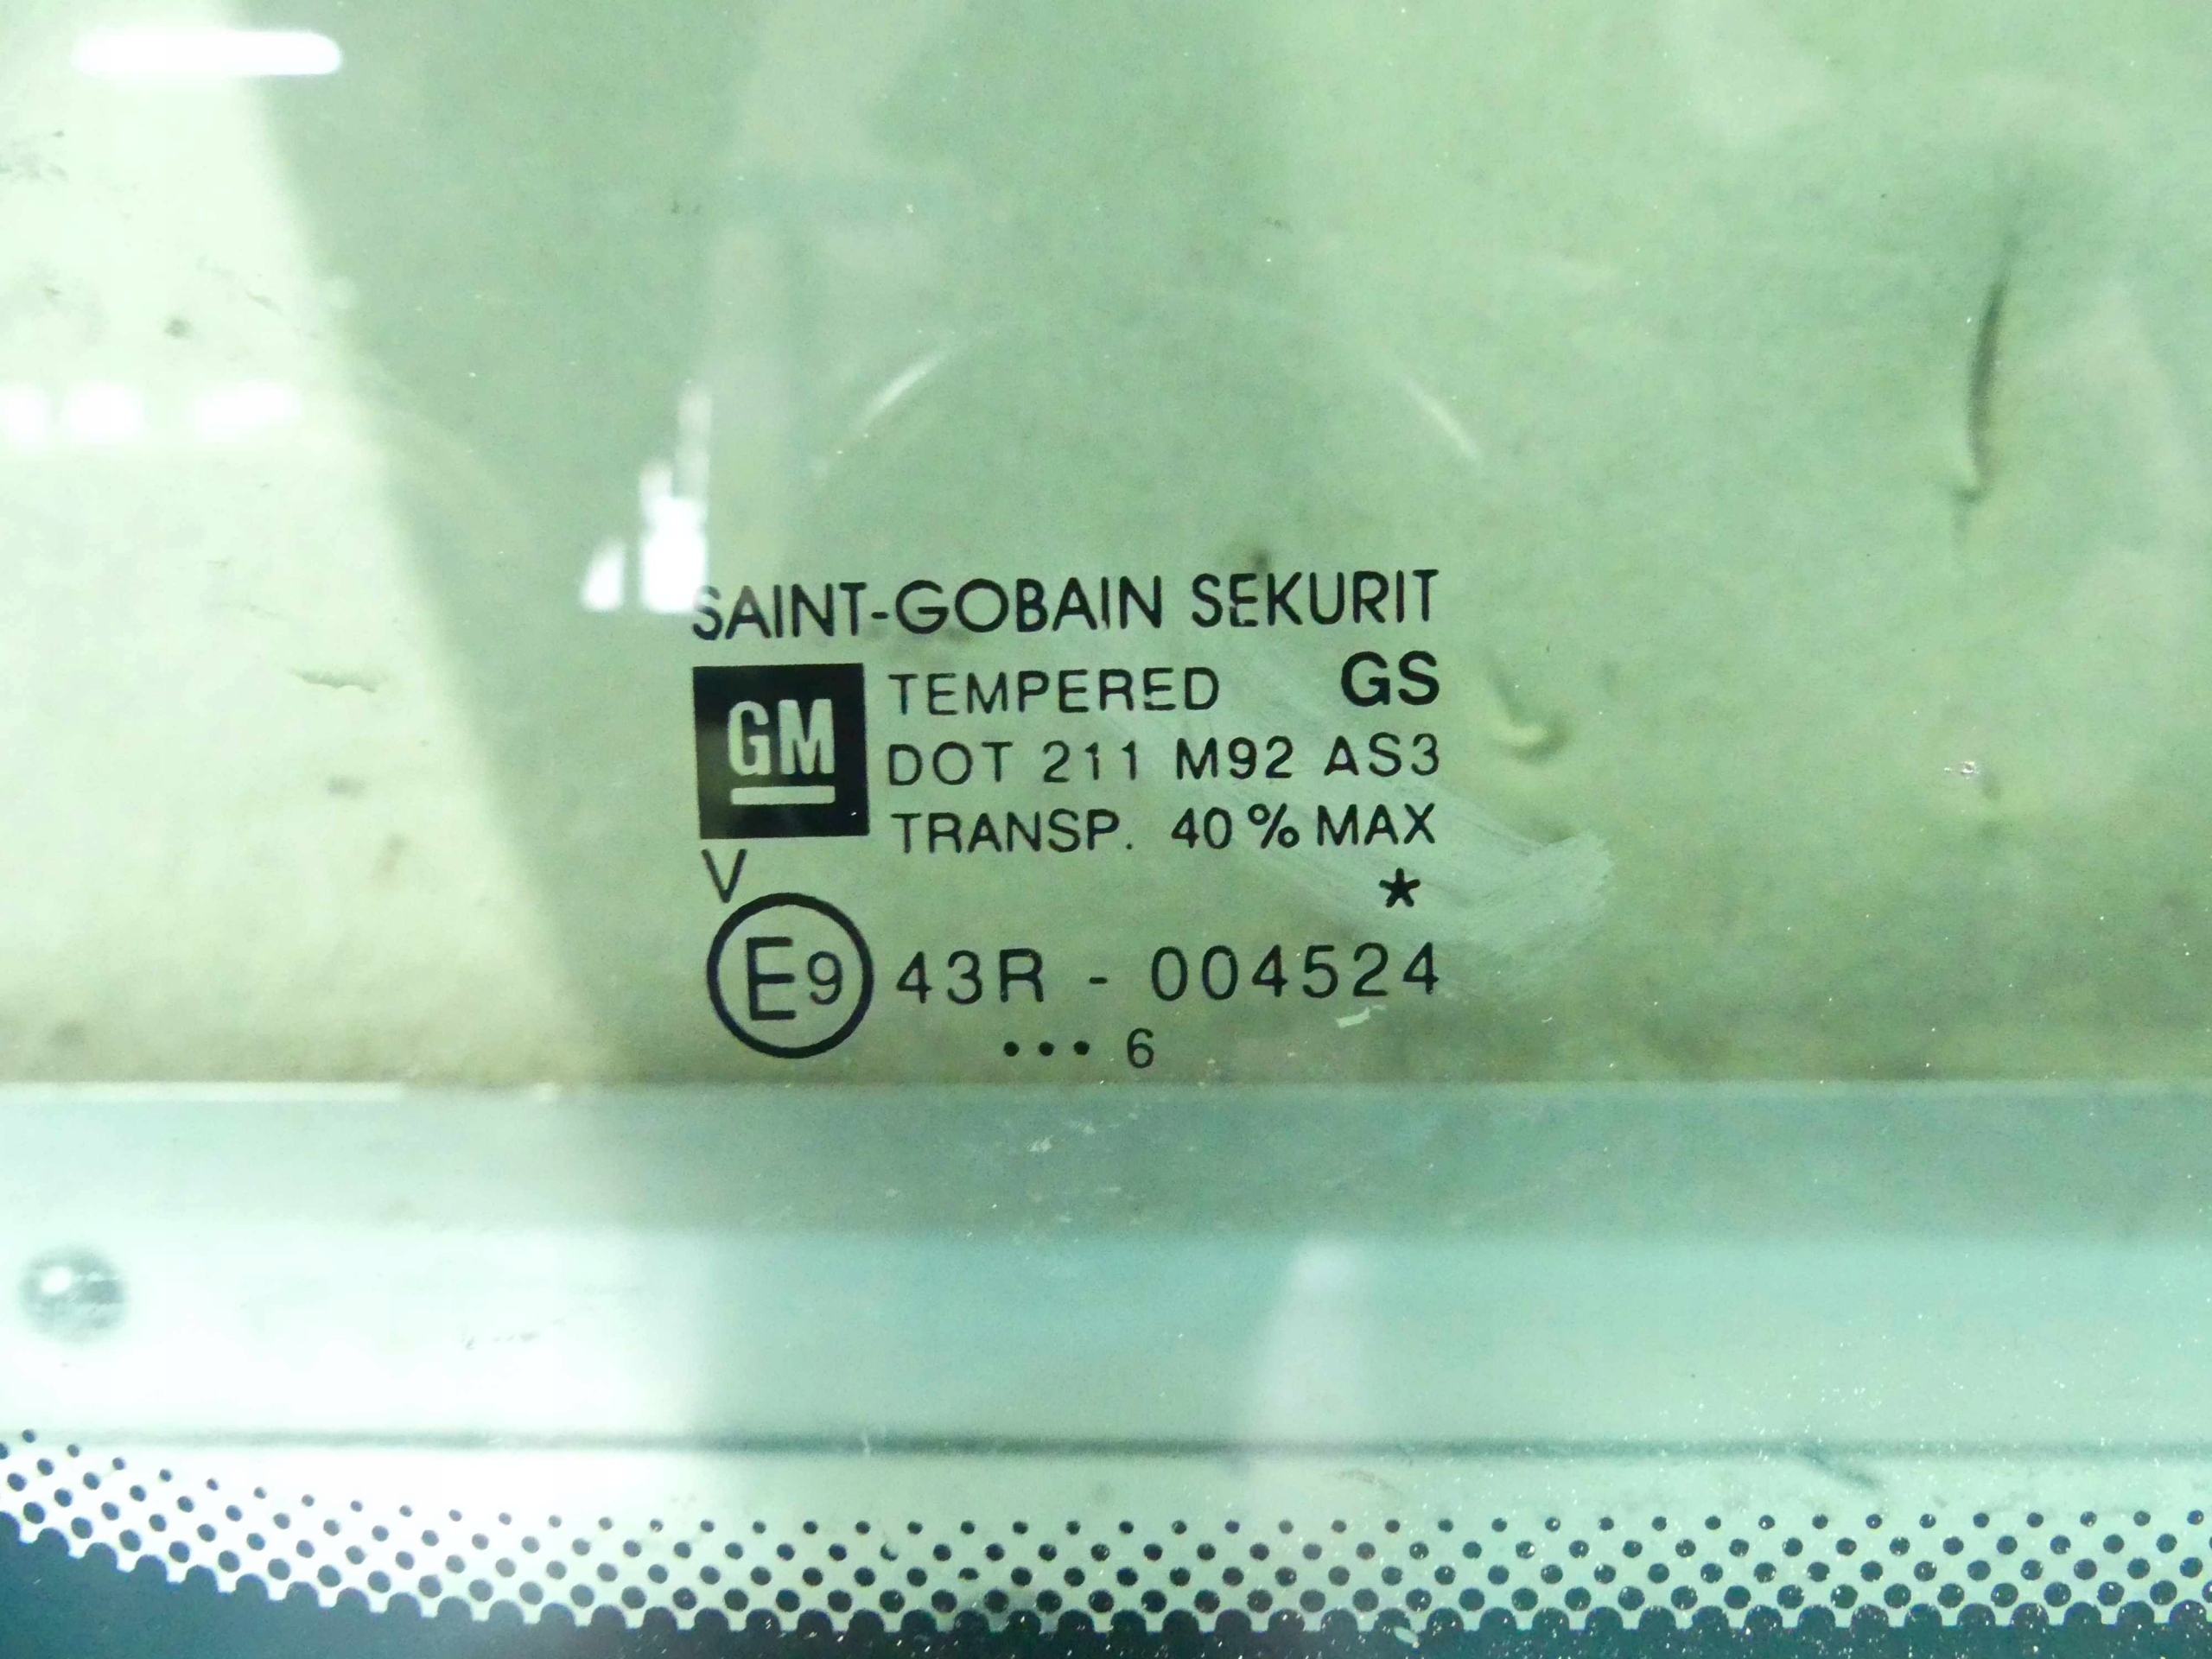 SAINT-GOBAIN SEKURIT
GM TEMPERED GS
DOT 211 M92 AS3
TRANSP. 40% MAX
V *
E9 43R - 004524
••• 6